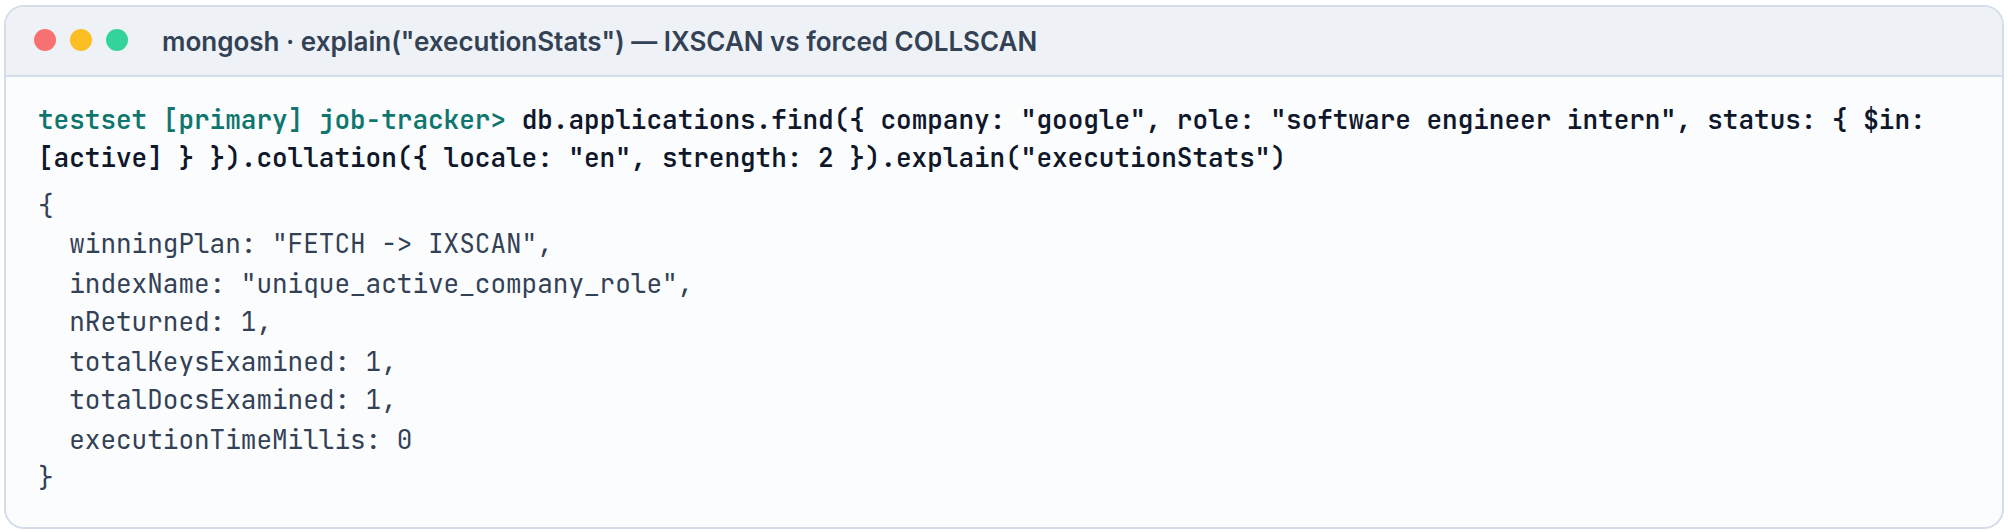 mongosh · explain("executionStats") — IXSCAN vs forced COLLSCAN
testset [primary] job-tracker> db.applications.find({ company: "google", role: "software engineer intern", status: { $in:
[active] } }).collation({ locale: "en", strength: 2 }).explain("executionStats")
{
  winningPlan: "FETCH -> IXSCAN",
  indexName: "unique_active_company_role",
  nReturned: 1,
  totalKeysExamined: 1,
  totalDocsExamined: 1,
  executionTimeMillis: 0
}